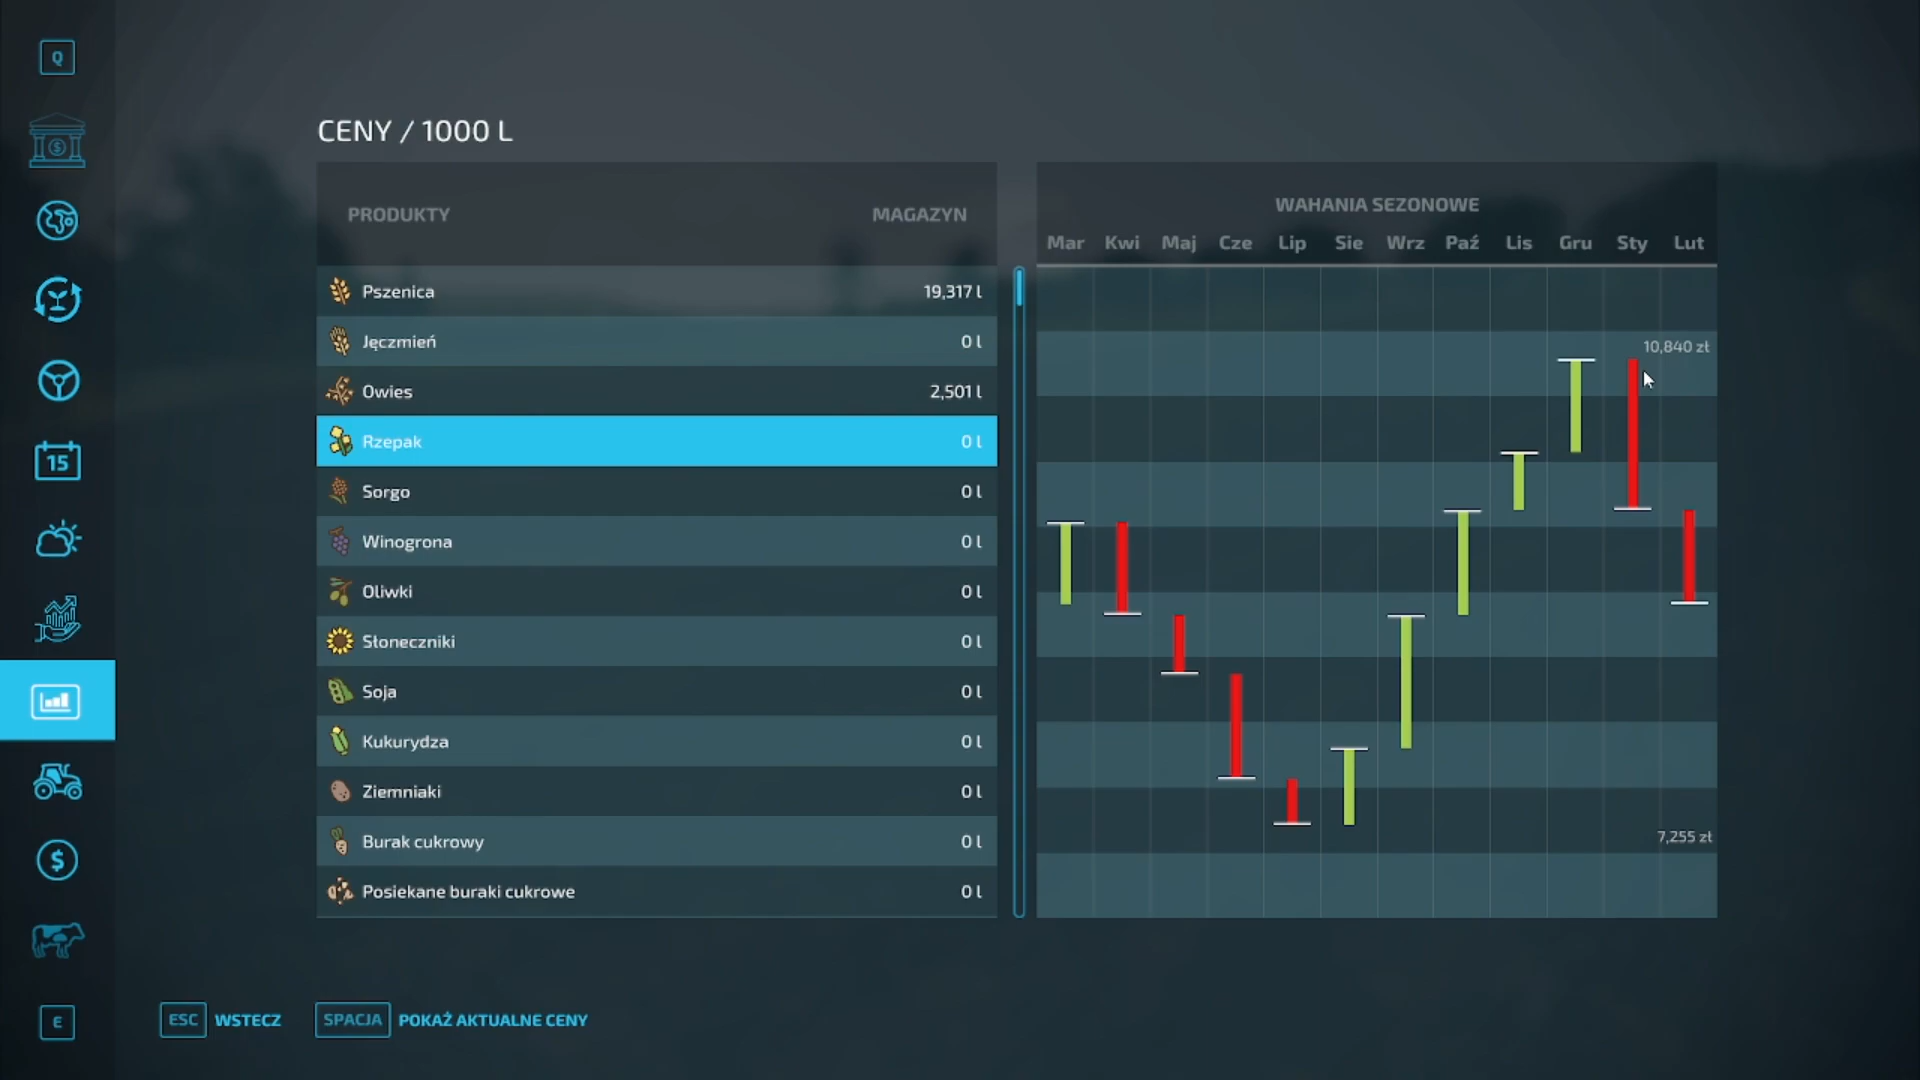 Q
CENY / 1000 L
PRODUKTY MAGAZYN
WAHANIA SEZONOWE
Mar Kwi Maj Cze Lip Sie Wrz Paź Lis Gru Sty Lut
Pszenica 19,317 l
Jęczmień 0 l
Owies 2,501 l
Rzepak 0 l
Sorgo 0 l
Winogrona 0 l
Oliwki 0 l
Słoneczniki 0 l
Soja 0 l
Kukurydza 0 l
Ziemniaki 0 l
Burak cukrowy 0 l
Posiekane buraki cukrowe 0 l
10,840 zł
7,255 zł
$
15
$
E
ESC WSTECZ SPACJA POKAŻ AKTUALNE CENY